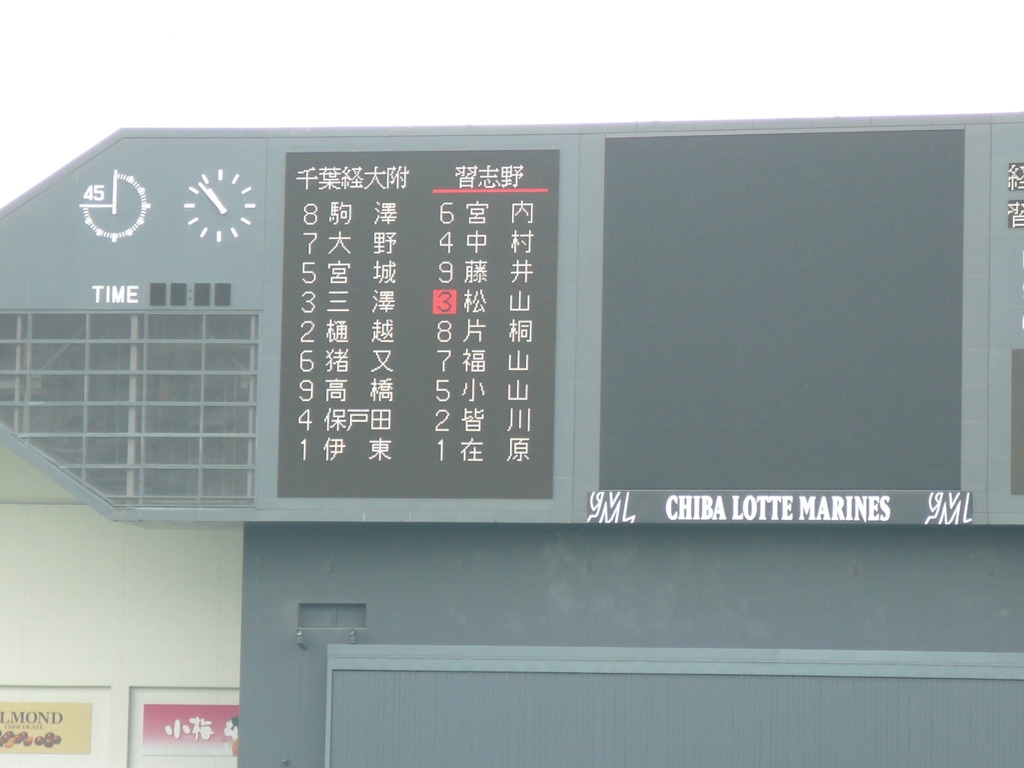 45
TIME
千葉経大附 習志野
8 駒澤 6 宮内
7 大野 4 中村
5 宮城 9 藤井
3 三澤 3 松山
2 樋越 8 片桐
6 猪又 7 福山
9 高橋 5 小山
4 保戸田 2 皆川
1 伊東 1 在原
経
習
CHIBA LOTTE MARINES
LMOND
CHOCOLATE
小梅